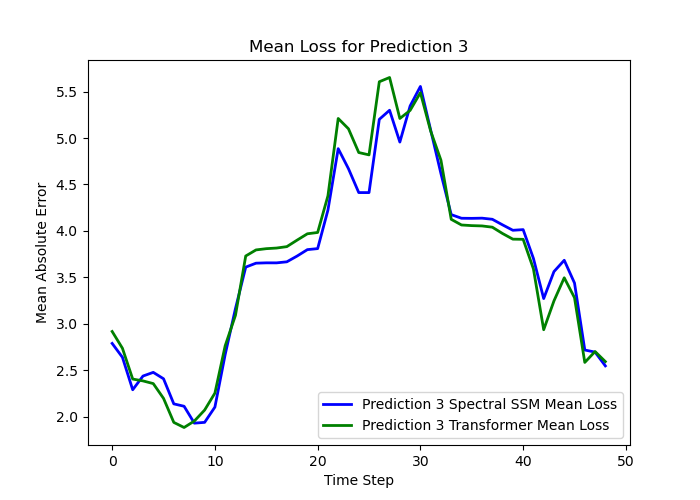 Mean Loss for Prediction 3
Mean Absolute Error
5.5
5.0
4.5
4.0
3.5
3.0
2.5
2.0
Prediction 3 Spectral SSM Mean Loss
Prediction 3 Transformer Mean Loss
0 10 20 30 40 50
Time Step